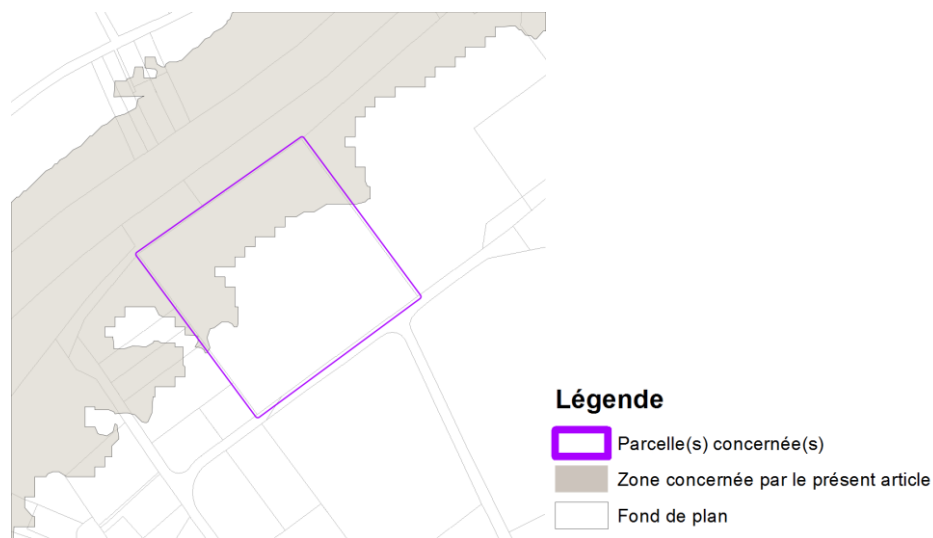 Légende
Parcelle(s) concernée(s)
Zone concernée par le présent article
Fond de plan